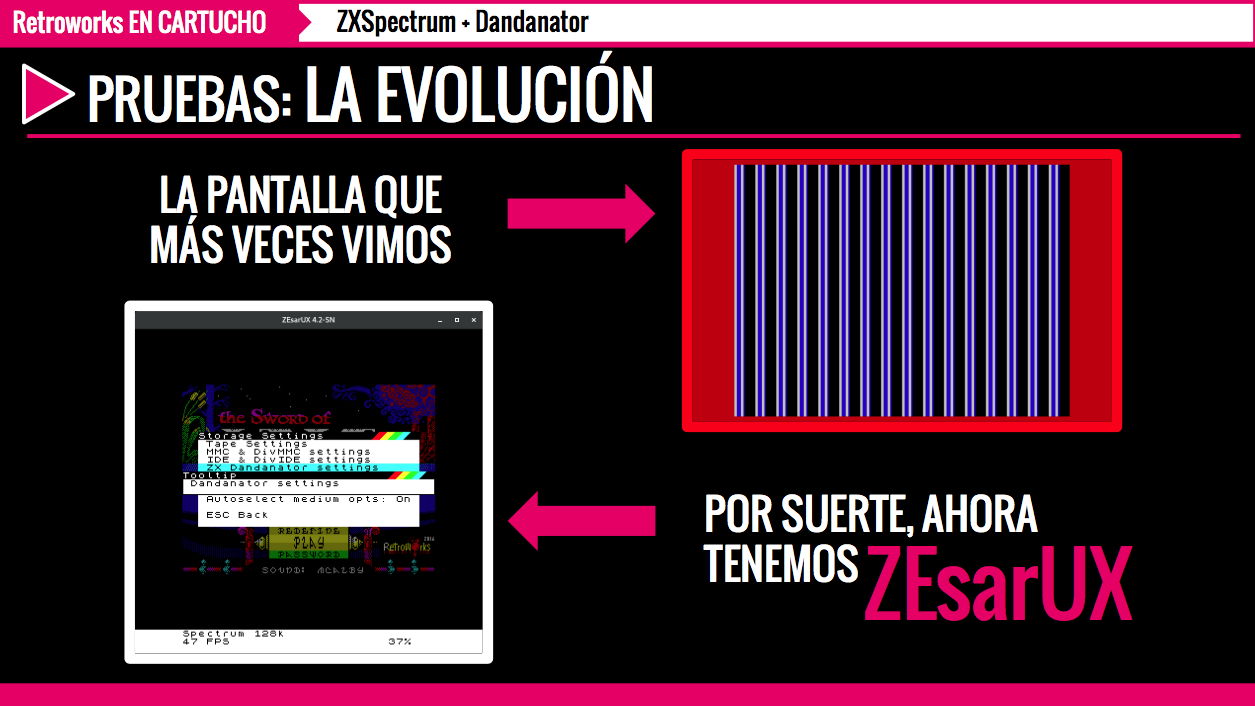 Retroworks EN CARTUCHO
ZXSpectrum + Dandanator
PRUEBAS: LA EVOLUCIÓN
LA PANTALLA QUE
MÁS VECES VIMOS
ZEsarUX 4.2-SN
the Sword of
Storage Settings
Tape Settings
MMC & DivMMC settings
IDE & DivIDE settings
ZX Dandanator settings
Tooltip
Dandanator settings
Autoselect medium opts: On
ESC Back
REDEFINE
PLAY
PASSWORD
2016
RetroWorks
SOUND: MCALBY
Spectrum 128k
47 FPS 37%
POR SUERTE, AHORA
TENEMOS ZEsarUX